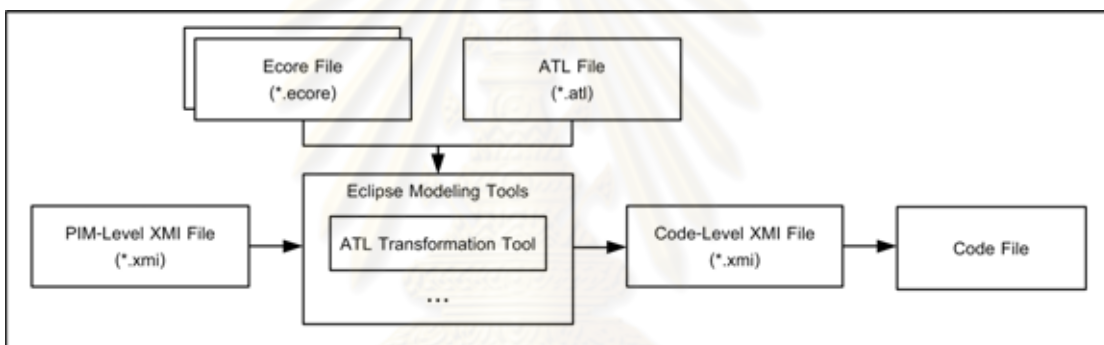 Ecore File
(*.ecore)
ATL File
(*.atl)
Eclipse Modeling Tools
ATL Transformation Tool
...
PIM-Level XMI File
(*.xmi)
Code-Level XMI File
(*.xmi)
Code File